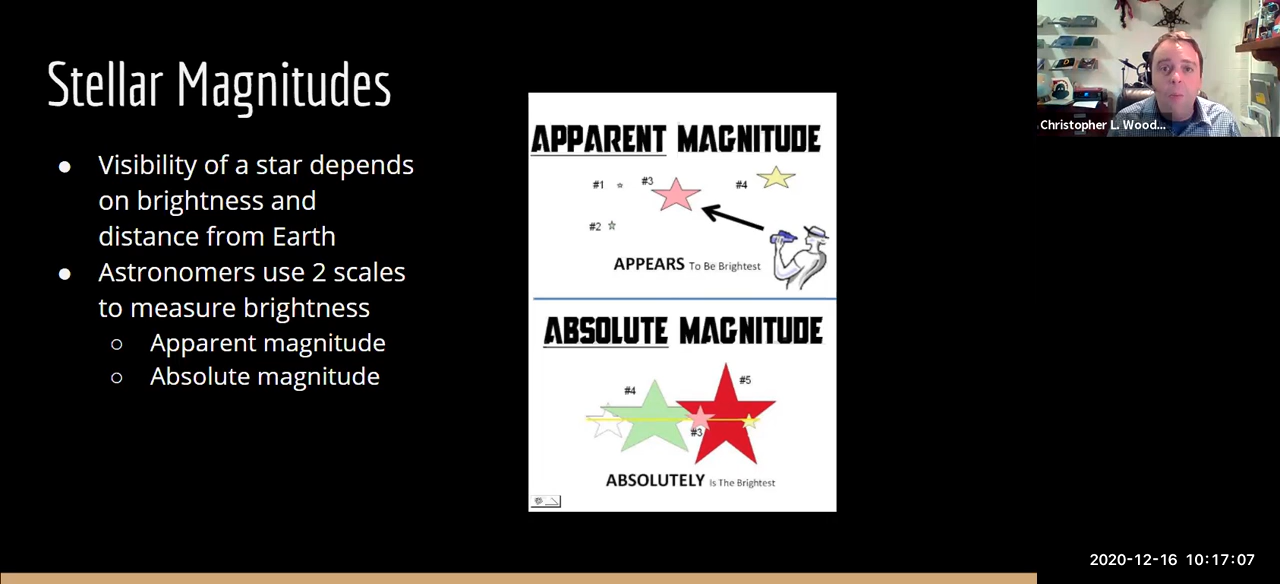 Stellar Magnitudes
● Visibility of a star depends
on brightness and
distance from Earth
● Astronomers use 2 scales
to measure brightness
○ Apparent magnitude
○ Absolute magnitude
APPARENT MAGNITUDE
#1 #3 #4
#2
APPEARS To Be Brightest
ABSOLUTE MAGNITUDE
#4 #5
#3
ABSOLUTELY Is The Brightest
Christopher L. Wood...
2020-12-16 10:17:07